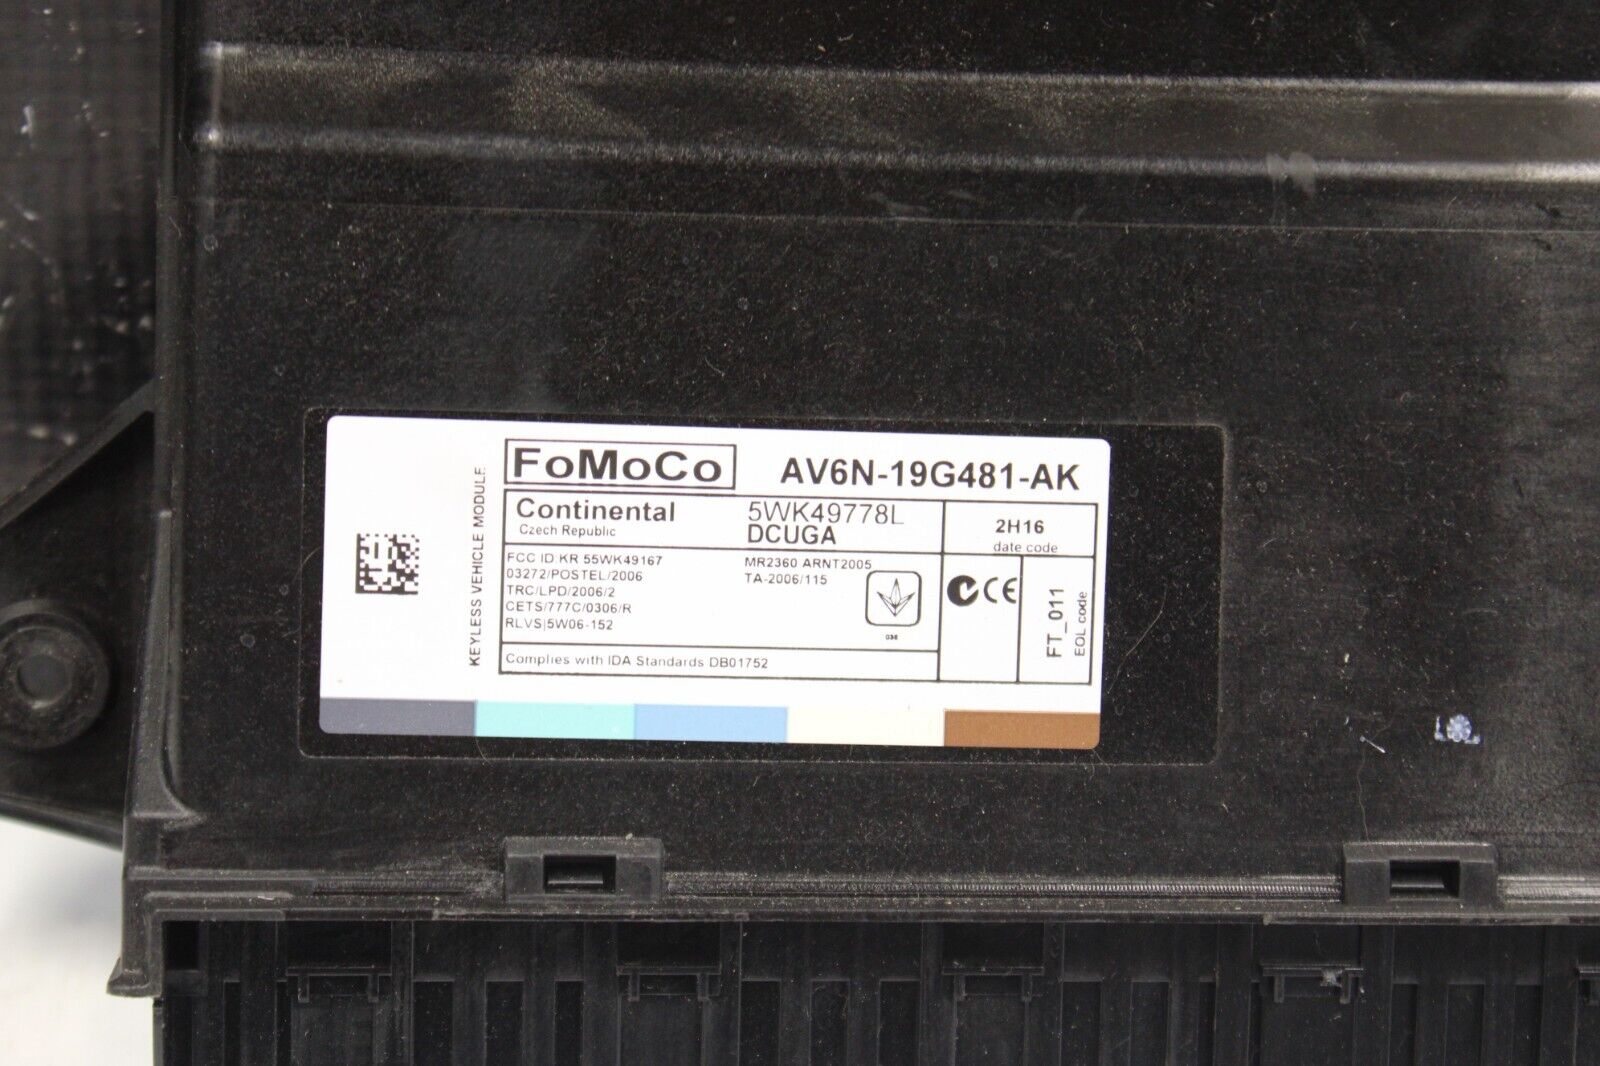 KEYLESS VEHICLE MODULE
FoMoCo AV6N-19G481-AK
Continental 5WK49778L
Czech Republic DCUGA
2H16
date code
FCC ID:KR 55WK49167 MR2360 ARNT2005
03272/POSTEL/2006 TA-2006/115
TRC/LPD/2006/2
CETS/777C/0306/R
RLVS|5W06-152
036
CE
FT_011
EOL code
Complies with IDA Standards DB01752